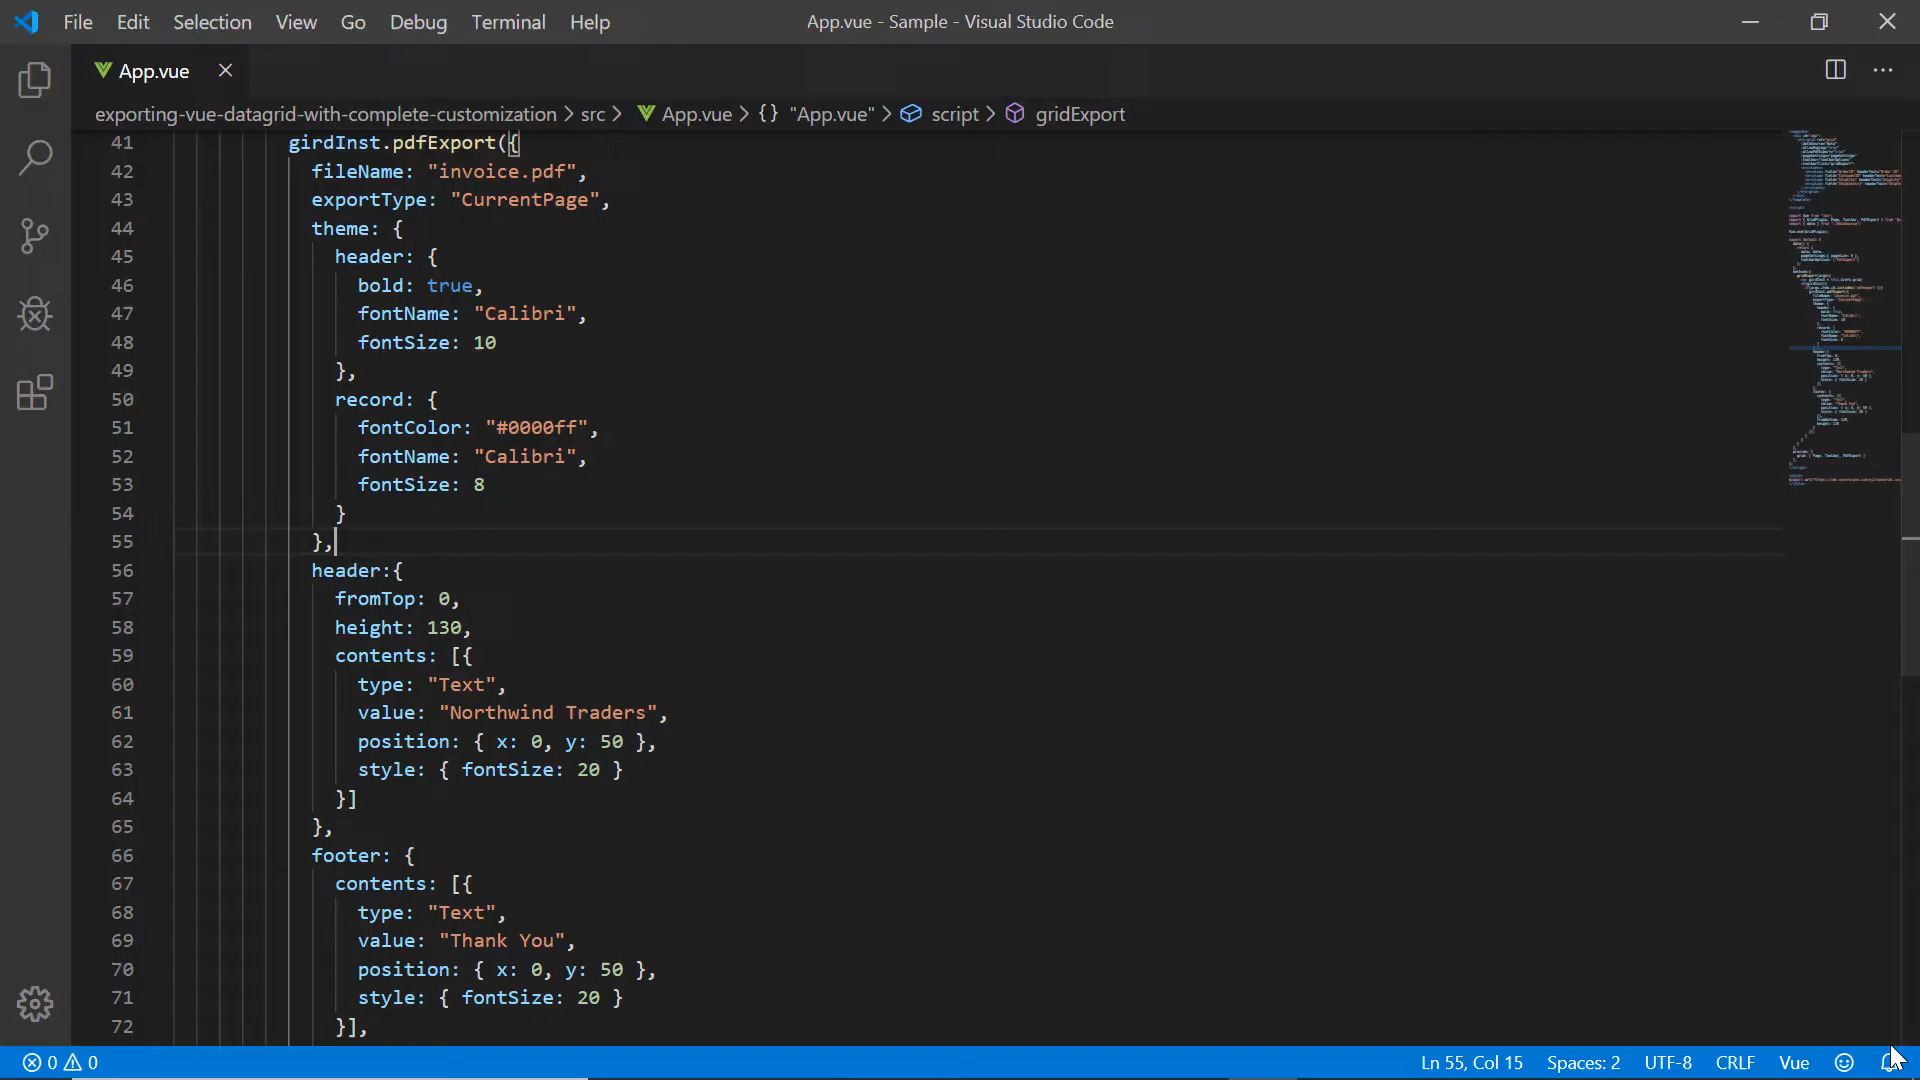 File Edit Selection View Go Debug Terminal Help
App.vue - Sample - Visual Studio Code
App.vue
exporting-vue-datagrid-with-complete-customization > src > App.vue > {} "App.vue" > script > gridExport
41 girdInst.pdfExport({
42 fileName: "invoice.pdf",
43 exportType: "CurrentPage",
44 theme: {
45 header: {
46 bold: true,
47 fontName: "Calibri",
48 fontSize: 10
49 },
50 record: {
51 fontColor: "#0000ff",
52 fontName: "Calibri",
53 fontSize: 8
54 }
55 },
56 header:{
57 fromTop: 0,
58 height: 130,
59 contents: [{
60 type: "Text",
61 value: "Northwind Traders",
62 position: { x: 0, y: 50 },
63 style: { fontSize: 20 }
64 }]
65 },
66 footer: {
67 contents: [{
68 type: "Text",
69 value: "Thank You",
70 position: { x: 0, y: 50 },
71 style: { fontSize: 20 }
72 }],
0 0
Ln 55, Col 15 Spaces: 2 UTF-8 CRLF Vue